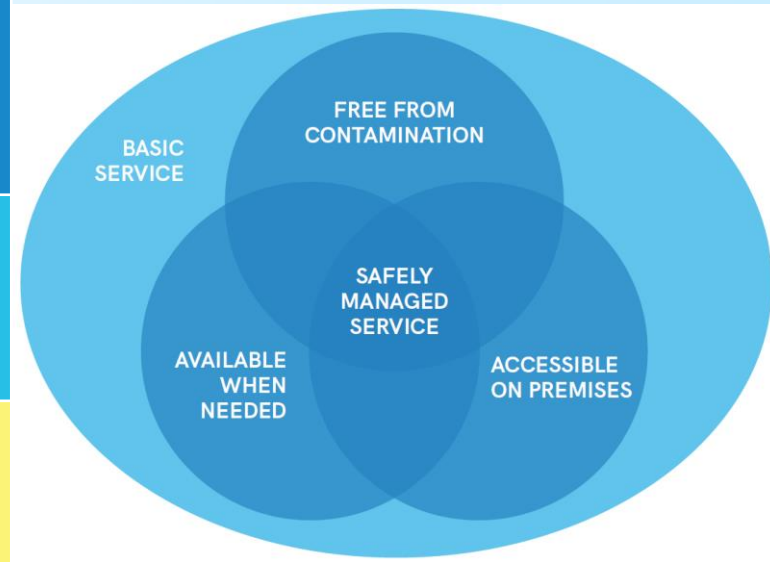 FREE FROM
CONTAMINATION
BASIC
SERVICE
SAFELY
MANAGED
SERVICE
AVAILABLE
WHEN
NEEDED
ACCESSIBLE
ON PREMISES